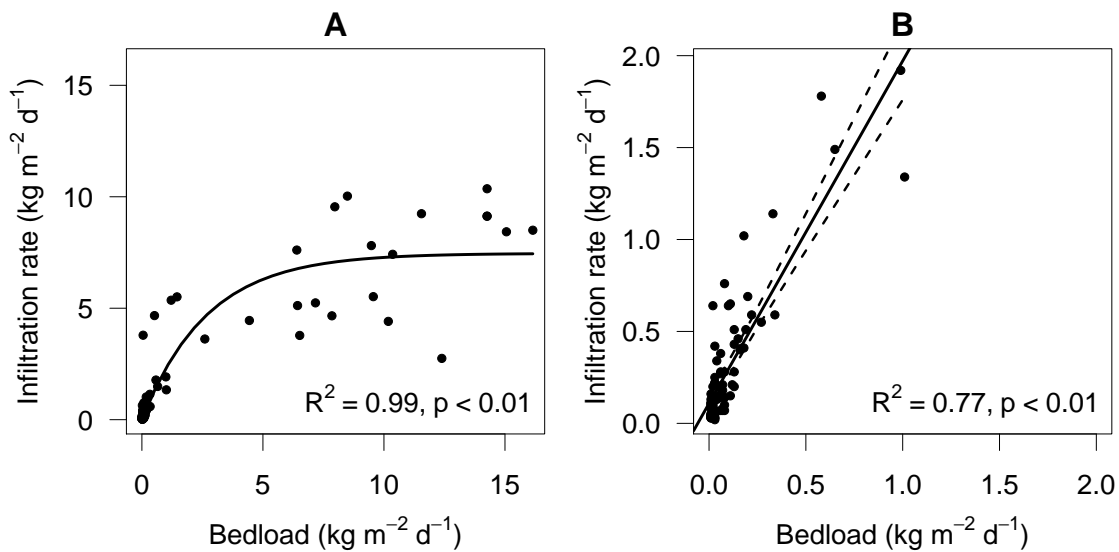 A
Infiltration rate (kg m⁻² d⁻¹)
15
10
5
0
R² = 0.99, p < 0.01
0 5 10 15
Bedload (kg m⁻² d⁻¹)
B
Infiltration rate (kg m⁻² d⁻¹)
2.0
1.5
1.0
0.5
0.0
R² = 0.77, p < 0.01
0.0 0.5 1.0 1.5 2.0
Bedload (kg m⁻² d⁻¹)